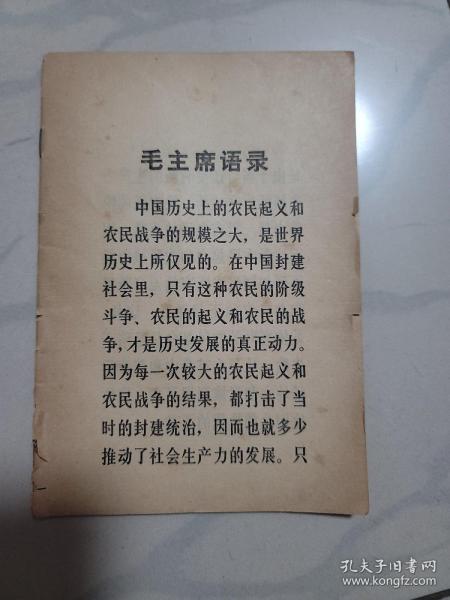 毛主席语录
中国历史上的农民起义和
农民战争的规模之大，是世界
历史上所仅见的。在中国封建
社会里，只有这种农民的阶级
斗争、农民的起义和农民的战
争，才是历史发展的真正动力。
因为每一次较大的农民起义和
农民战争的结果，都打击了当
时的封建统治，因而也就多少
推动了社会生产力的发展。只
孔夫子旧书网
www.kongfz.com